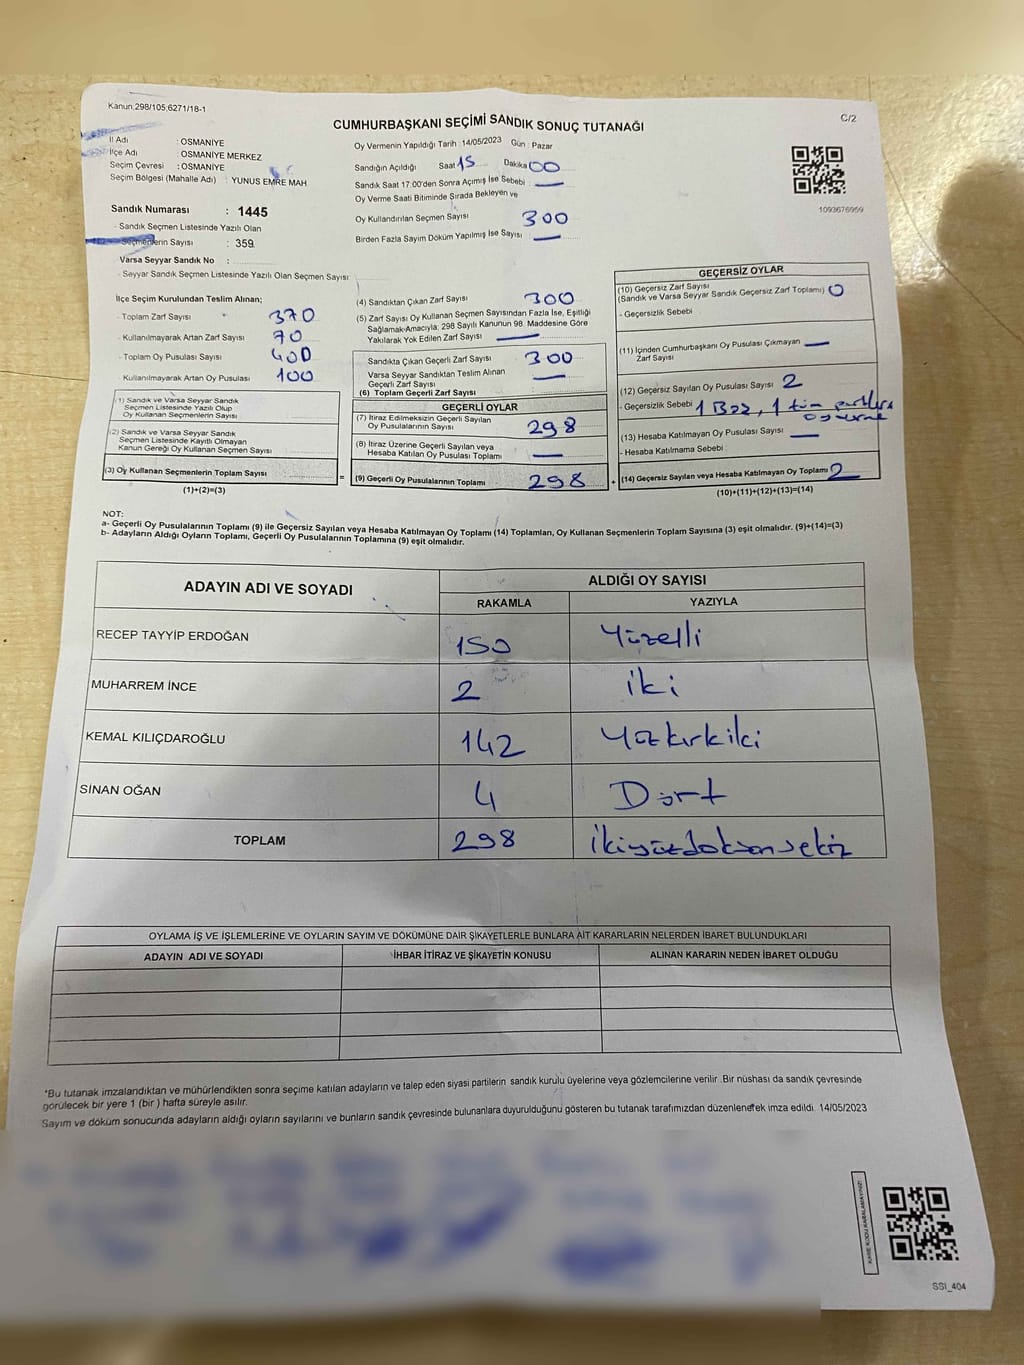 Kanun 298/105;6271/18-1
C/2
CUMHURBAŞKANI SEÇİMİ SANDIK SONUÇ TUTANAĞI
İl Adı : OSMANİYE
İlçe Adı : OSMANİYE MERKEZ
Seçim Çevresi : OSMANİYE
Seçim Bölgesi (Mahalle Adı) : YUNUS EMRE MAH
Sandık Numarası : 1445
- Sandık Seçmen Listesinde Yazılı Olan
Seçmenlerin Sayısı : 359
Varsa Seyyar Sandık No :
- Seyyar Sandık Seçmen Listesinde Yazılı Olan Seçmen Sayısı:
Oy Vermenin Yapıldığı Tarih : 14/05/2023 Gün : Pazar
Sandığın Açıldığı Saat 15 Dakika 00
Sandık Saat 17:00'den Sonra Açımış İse Sebebi
Oy Verme Saati Bitiminde Sırada Bekleyen ve
Oy Kullandırılan Seçmen Sayısı 300
Birden Fazla Sayım Döküm Yapılmış İse Sayısı
1093676959
İlçe Seçim Kurulundan Teslim Alınan;
- Toplam Zarf Sayısı 370
- Kullanılmayarak Artan Zarf Sayısı 70
- Toplam Oy Pusulası Sayısı 400
- Kullanılmayarak Artan Oy Pusulası 100
(1) Sandık ve Varsa Seyyar Sandık
Seçmen Listesinde Yazılı Olup
Oy Kullanan Seçmenlerin Sayısı
(2) Sandık ve Varsa Seyyar Sandık
Seçmen Listesinde Kayıtlı Olmayan
Kanun Gereği Oy Kullanan Seçmen Sayısı
(3) Oy Kullanan Seçmenlerin Toplam Sayısı =
(1)+(2)=(3)
(4) Sandıktan Çıkan Zarf Sayısı 300
(5) Zarf Sayısı Oy Kullanan Seçmen Sayısından Fazla İse, Eşitliği
Sağlamak Amacıyla; 298 Sayılı Kanunun 98. Maddesine Göre
Yakılarak Yok Edilen Zarf Sayısı
Sandıkta Çıkan Geçerli Zarf Sayısı 300
Varsa Seyyar Sandıktan Teslim Alınan
Geçerli Zarf Sayısı
(6) Toplam Geçerli Zarf Sayısı
GEÇERLİ OYLAR
(7) İtiraz Edilmeksizin Geçerli Sayılan
Oy Pusulalarının Sayısı 298
(8) İtiraz Üzerine Geçerli Sayılan veya
Hesaba Katılan Oy Pusulası Toplamı
(9) Geçerli Oy Pusulalarının Toplamı 298 +
GEÇERSİZ OYLAR
(10) Geçersiz Zarf Sayısı
(Sandık ve Varsa Seyyar Sandık Geçersiz Zarf Toplamı) 0
- Geçersizlik Sebebi
(11) İçinden Cumhurbaşkanı Oy Pusulası Çıkmayan
Zarf Sayısı
(12) Geçersiz Sayılan Oy Pusulası Sayısı 2
- Geçersizlik Sebebi 1 Boş, 1 tüm
(13) Hesaba Katılmayan Oy Pusulası Sayısı
- Hesaba Katılmama Sebebi
(14) Geçersiz Sayılan veya Hesaba Katılmayan Oy Toplamı 2
(10)+(11)+(12)+(13)=(14)
NOT:
a- Geçerli Oy Pusulalarının Toplamı (9) ile Geçersiz Sayılan veya Hesaba Katılmayan Oy Toplamı (14) Toplamları, Oy Kullanan Seçmenlerin Toplam Sayısına (3) eşit olmalıdır. (9)+(14)=(3)
b- Adayların Aldığı Oyların Toplamı, Geçerli Oy Pusulalarının Toplamına (9) eşit olmalıdır.
ADAYIN ADI VE SOYADI
ALDIĞI OY SAYISI
RAKAMLA YAZIYLA
RECEP TAYYİP ERDOĞAN 150 Yüzelli
MUHARREM İNCE 2 iki
KEMAL KILIÇDAROĞLU 142 Yüzkırkiki
SİNAN OĞAN 4 Dört
TOPLAM 298 ikiyüzdoksansekiz
OYLAMA İŞ VE İŞLEMLERİNE VE OYLARIN SAYIM VE DÖKÜMÜNE DAİR ŞİKAYETLERLE BUNLARA AİT KARARLARIN NELERDEN İBARET BULUNDUKLARI
ADAYIN ADI VE SOYADI İHBAR İTİRAZ VE ŞİKAYETİN KONUSU ALINAN KARARIN NEDEN İBARET OLDUĞU
*Bu tutanak imzalandıktan ve mühürlendikten sonra seçime katılan adayların ve talep eden siyasi partilerin sandık kurulu üyelerine veya gözlemcilerine verilir .Bir nüshası da sandık çevresinde
görülecek bir yere 1 (bir ) hafta süreyle asılır.
Sayım ve döküm sonucunda adayların aldığı oyların sayılarını ve bunların sandık çevresinde bulunanlara duyurulduğunu gösteren bu tutanak tarafımızdan düzenlenerek imza edildi. 14/05/2023
KARE KODU KARALAMAYINIZ!
SSI_404